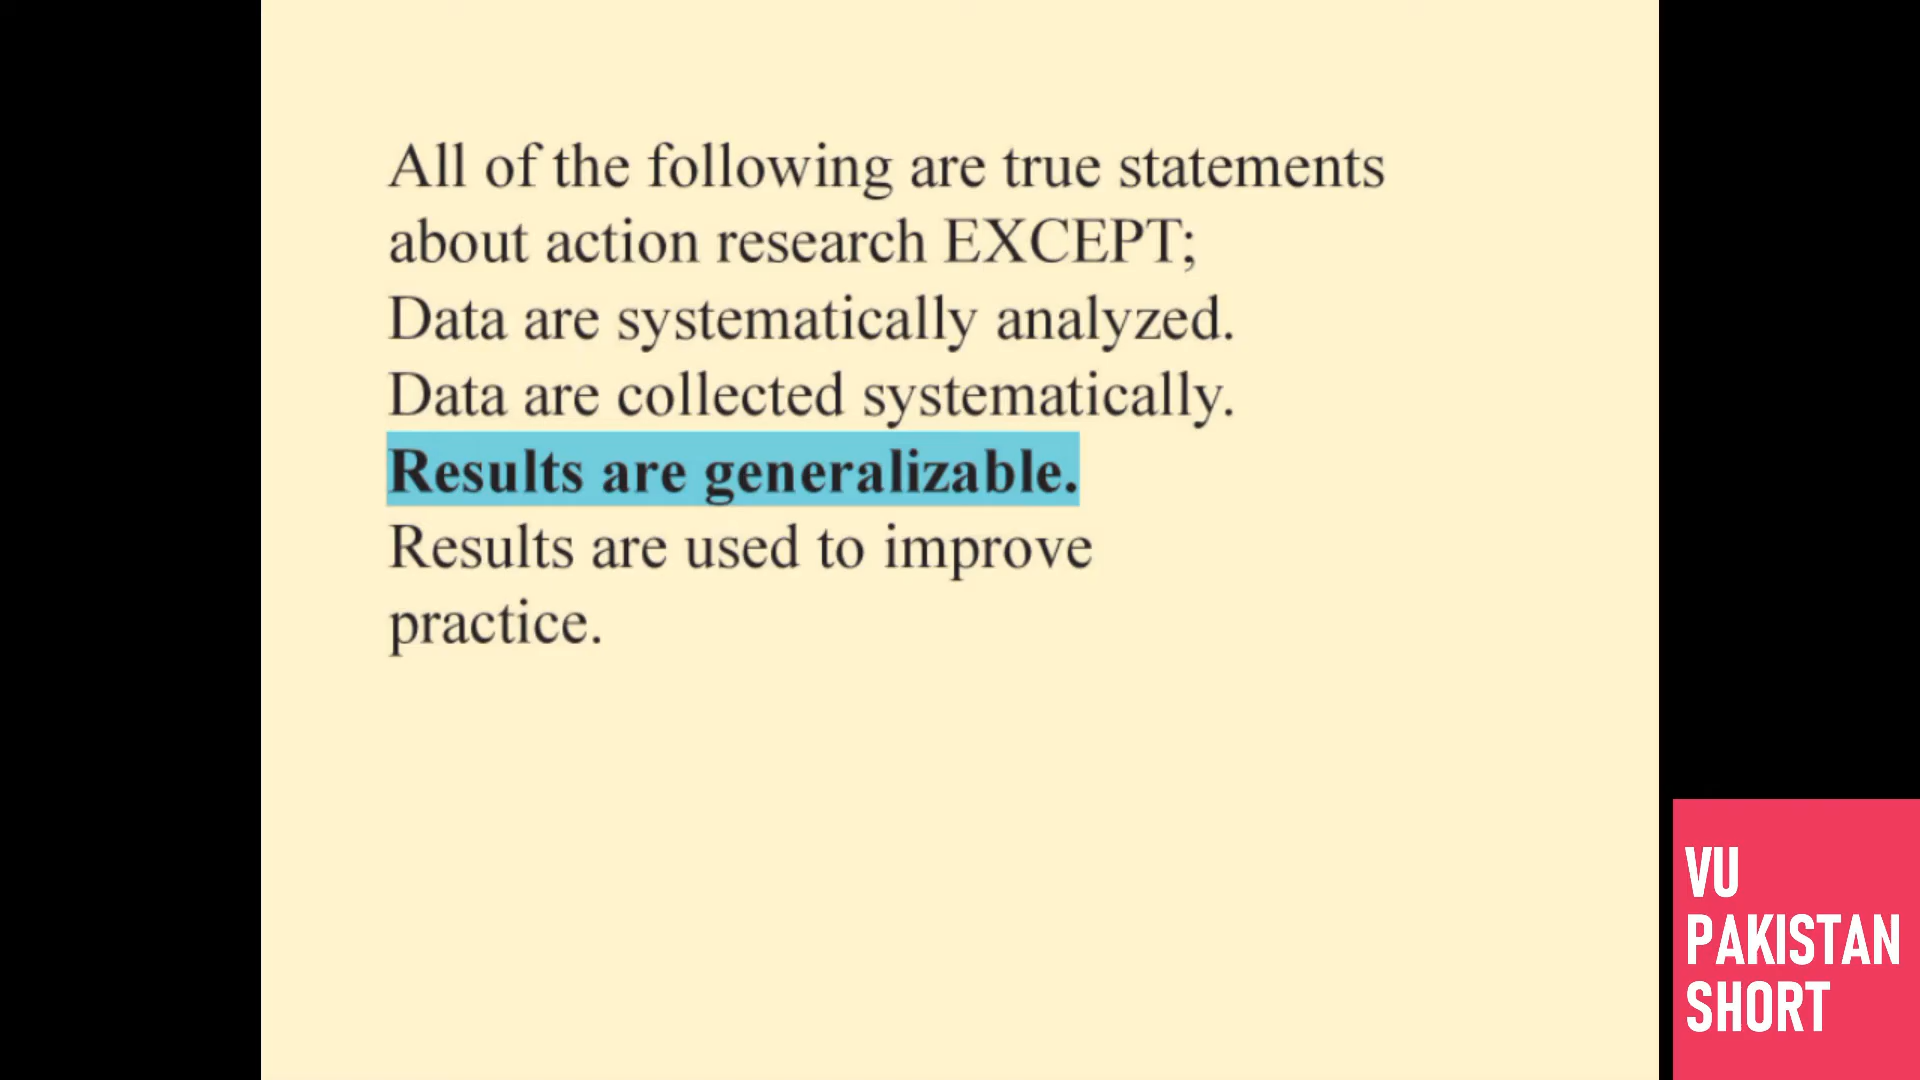 All of the following are true statements
about action research EXCEPT;
Data are systematically analyzed.
Data are collected systematically.
Results are generalizable.
Results are used to improve
practice.
VU
PAKISTAN
SHORT